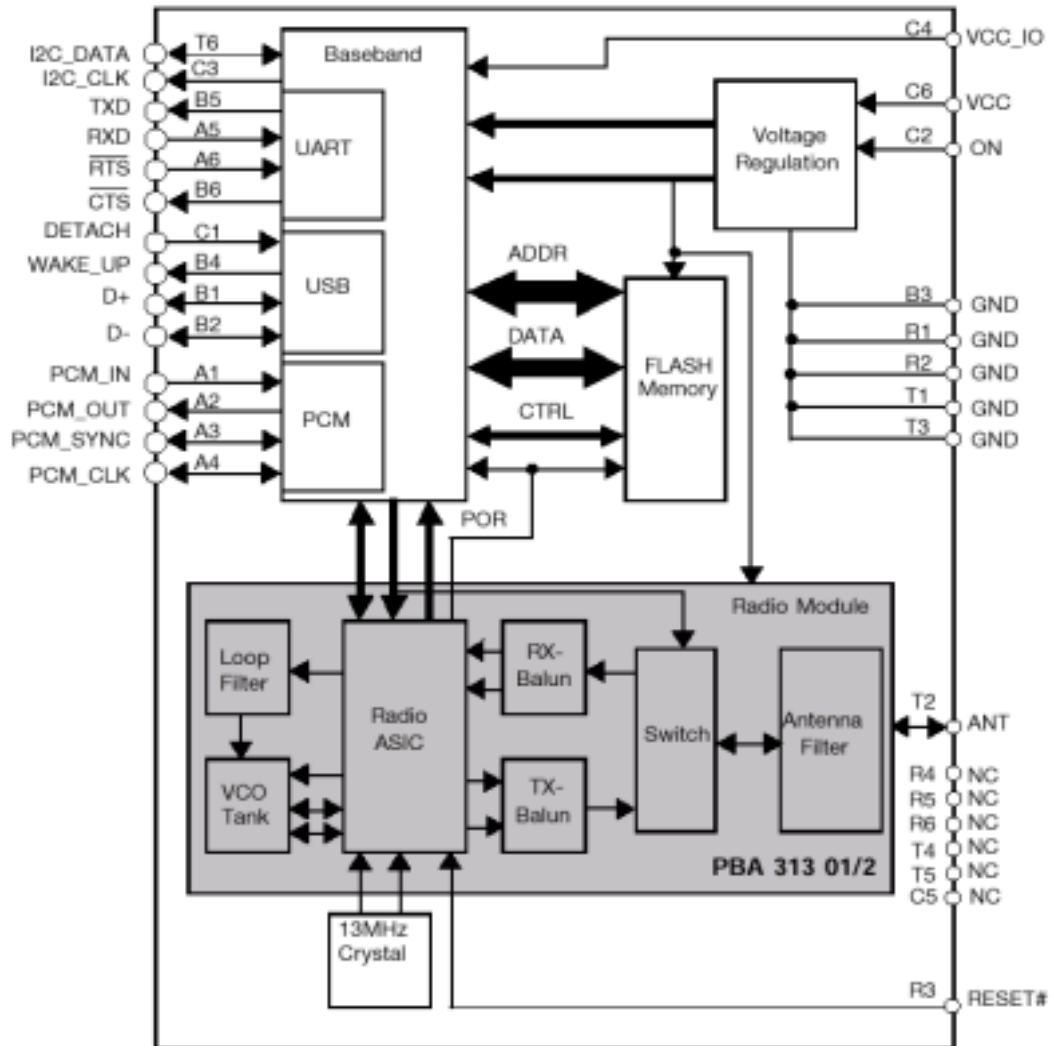 I2C_DATA T6
I2C_CLK C3
TXD B5
RXD A5
RTS A6
CTS B6
DETACH C1
WAKE_UP B4
D+ B1
D- B2
PCM_IN A1
PCM_OUT A2
PCM_SYNC A3
PCM_CLK A4
Baseband
UART
USB
PCM
C4 VCC_IO
C6 VCC
C2 ON
Voltage
Regulation
ADDR
DATA
CTRL
POR
FLASH
Memory
B3 GND
R1 GND
R2 GND
T1 GND
T3 GND
Radio Module
Loop
Filter
VCO
Tank
Radio
ASIC
RX-
Balun
TX-
Balun
Switch
Antenna
Filter
PBA 313 01/2
T2 ANT
R4 NC
R5 NC
R6 NC
T4 NC
T5 NC
C5 NC
13MHz
Crystal
R3 RESET#